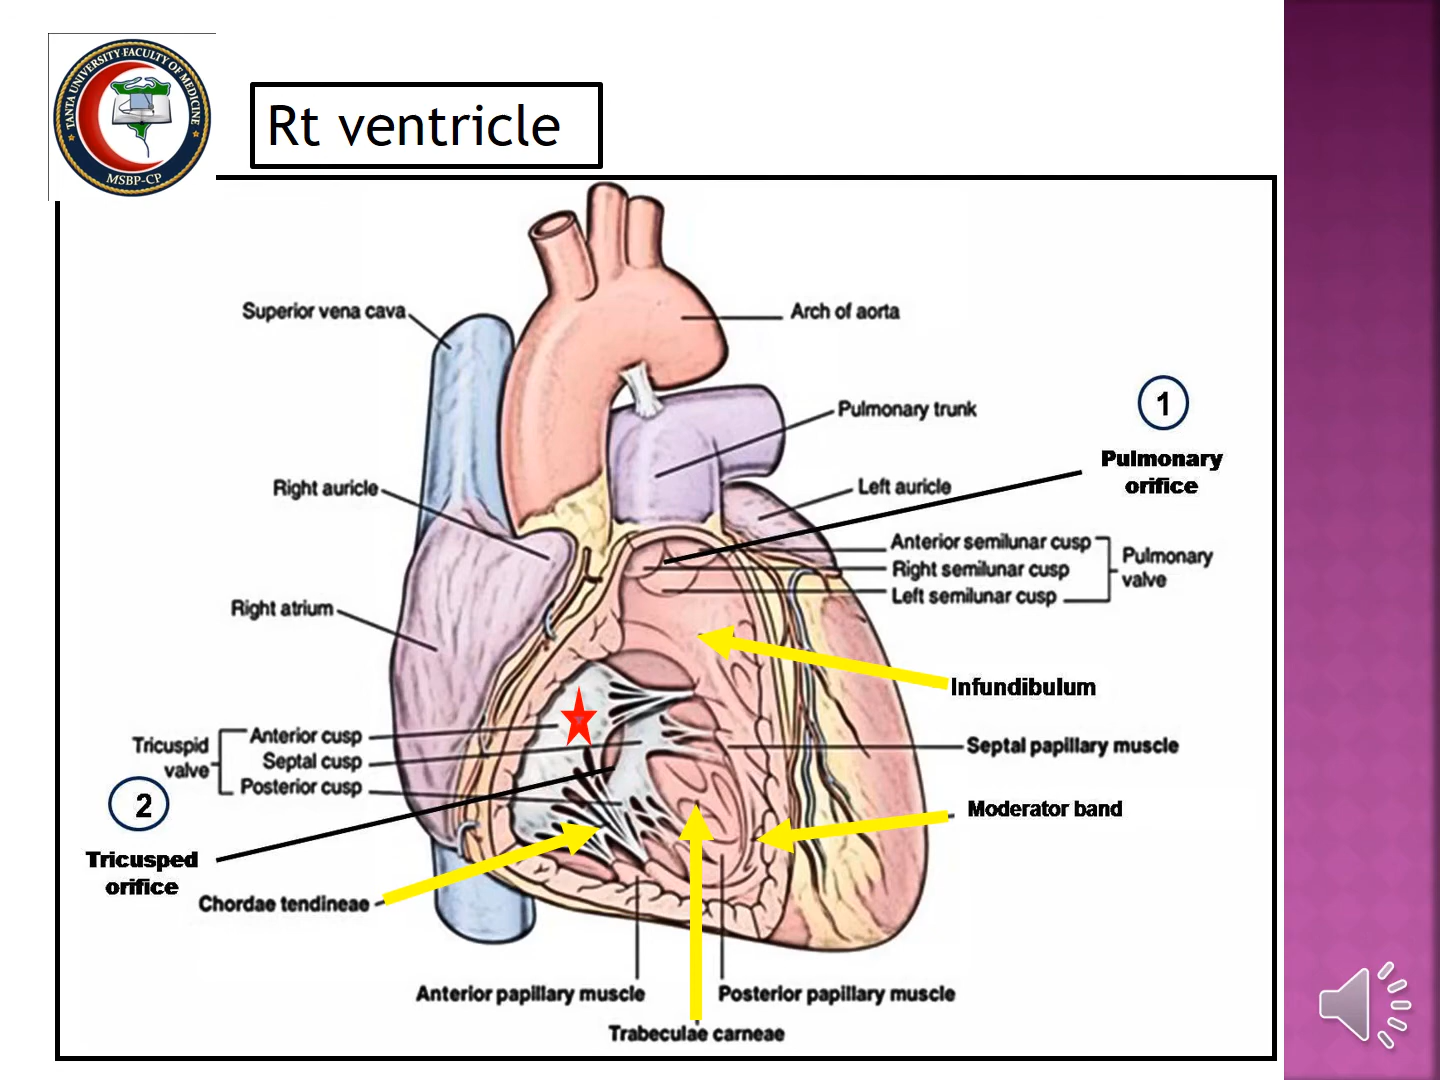 TANTA UNIVERSITY·FACULTY OF MEDICINE
MSBP-CP
Rt ventricle
Superior vena cava
Arch of aorta
1
Pulmonary trunk
Pulmonary
orifice
Right auricle
Left auricle
Anterior semilunar cusp
Right semilunar cusp
Left semilunar cusp
Pulmonary
valve
Right atrium
Infundibulum
Tricuspid
valve
Anterior cusp
Septal cusp
Posterior cusp
Septal papillary muscle
2
Moderator band
Tricusped
orifice
Chordae tendineae
Anterior papillary muscle
Posterior papillary muscle
Trabeculae carneae